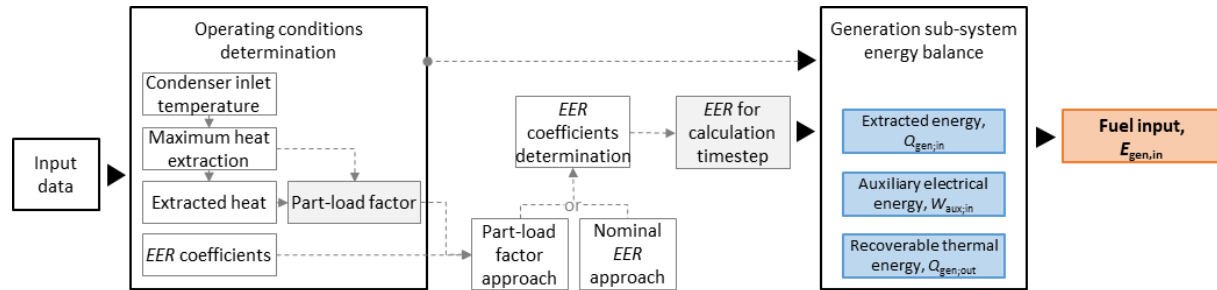 Input
data
Operating conditions
determination
Condenser inlet
temperature
Maximum heat
extraction
Extracted heat
Part-load factor
EER coefficients
Part-load
factor
approach
or
Nominal
EER
approach
EER
coefficients
determination
EER for
calculation
timestep
Generation sub-system
energy balance
Extracted energy,
Qgen;in
Auxiliary electrical
energy, Waux;in
Recoverable thermal
energy, Qgen;out
Fuel input,
Egen,in